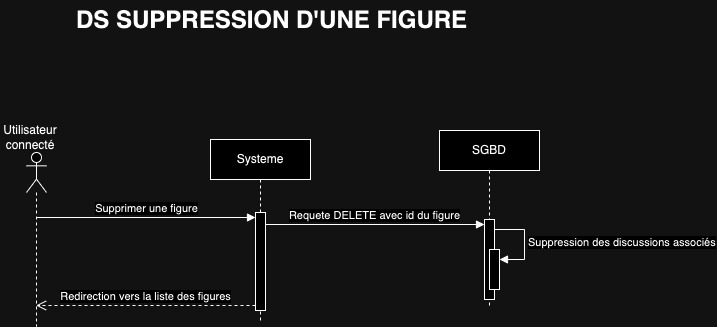 DS SUPPRESSION D'UNE FIGURE
Utilisateur
connecté
Systeme
SGBD
Supprimer une figure
Requete DELETE avec id du figure
Suppression des discussions associés
Redirection vers la liste des figures